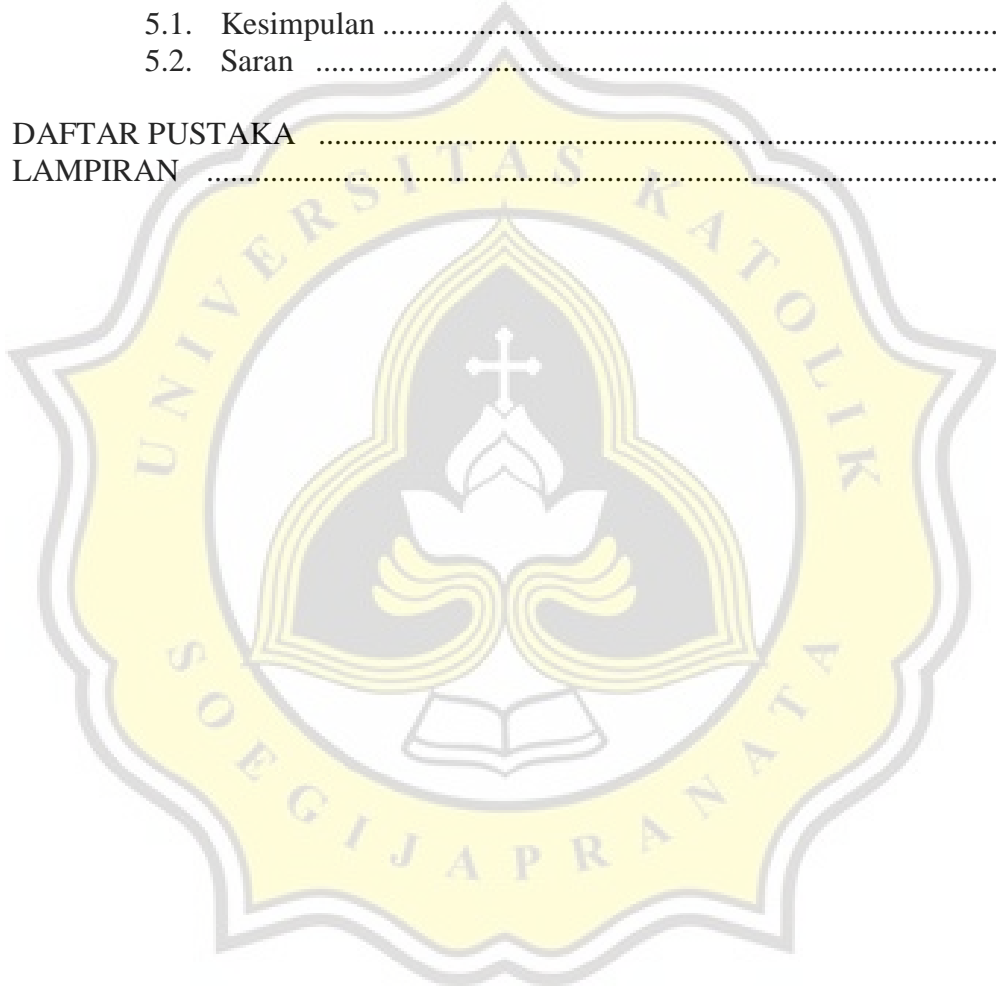 5.1. Kesimpulan ..............................................................................
5.2. Saran ......................................................................................
DAFTAR PUSTAKA ......................................................................................
LAMPIRAN .....................................................................................................
UNIVERSITAS KATOLIK
SOEGIJAPRANATA